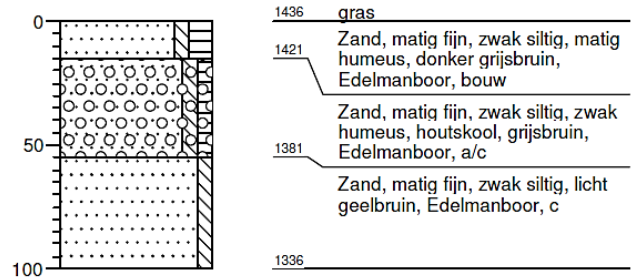 0
50
100
1436 gras
1421 Zand, matig fijn, zwak siltig, matig
humeus, donker grijsbruin,
Edelmanboor, bouw
Zand, matig fijn, zwak siltig, zwak
humeus, houtskool, grijsbruin,
1381 Edelmanboor, a/c
Zand, matig fijn, zwak siltig, licht
geelbruin, Edelmanboor, c
1336